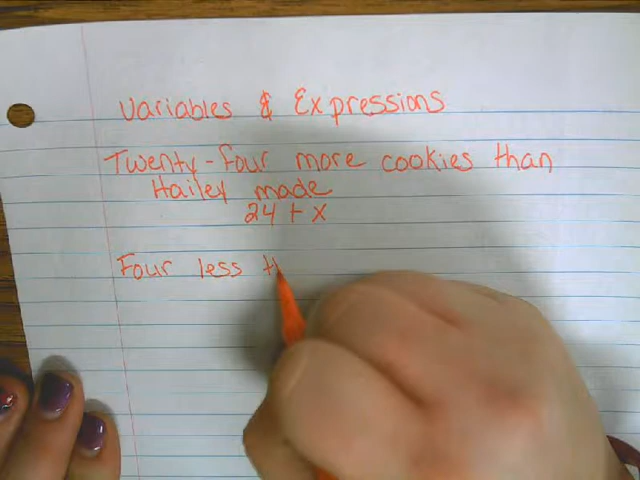 Variables & Expressions
Twenty-four more cookies than
Hailey made
24 + x
Four less